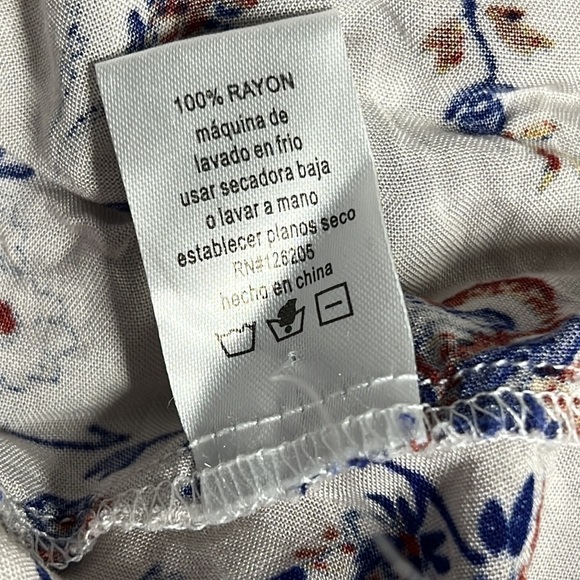 100% RAYON
máquina de
lavado en frio
usar secadora baja
o lavar a mano
establecer planos seco
RN#126205
hecho en china